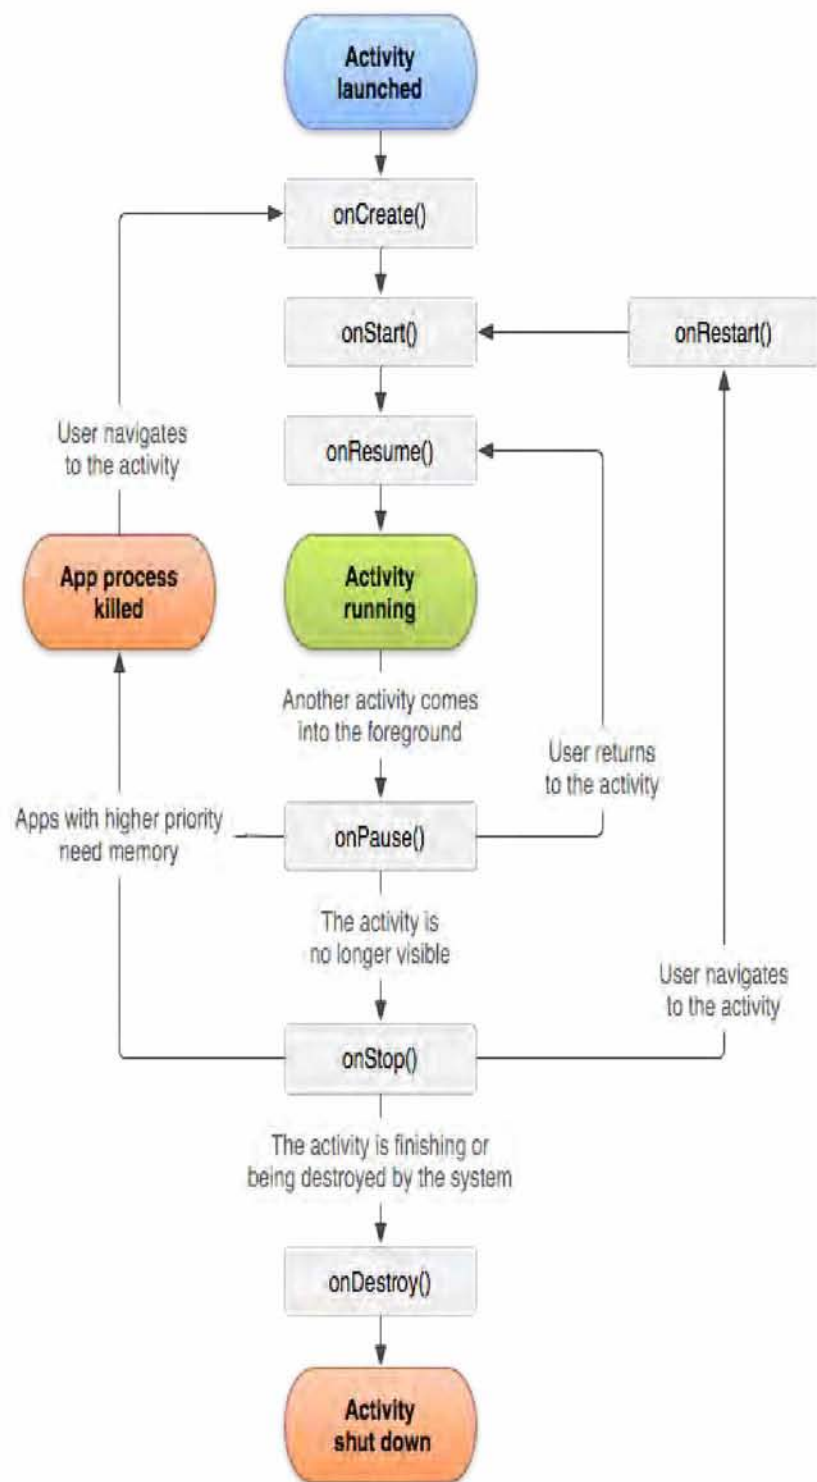 Activity
launched
onCreate()
onStart()
onRestart()
User navigates
to the activity
onResume()
App process
killed
Activity
running
Another activity comes
into the foreground
User returns
to the activity
Apps with higher priority
need memory
onPause()
The activity is
no longer visible
User navigates
to the activity
onStop()
The activity is finishing or
being destroyed by the system
onDestroy()
Activity
shut down